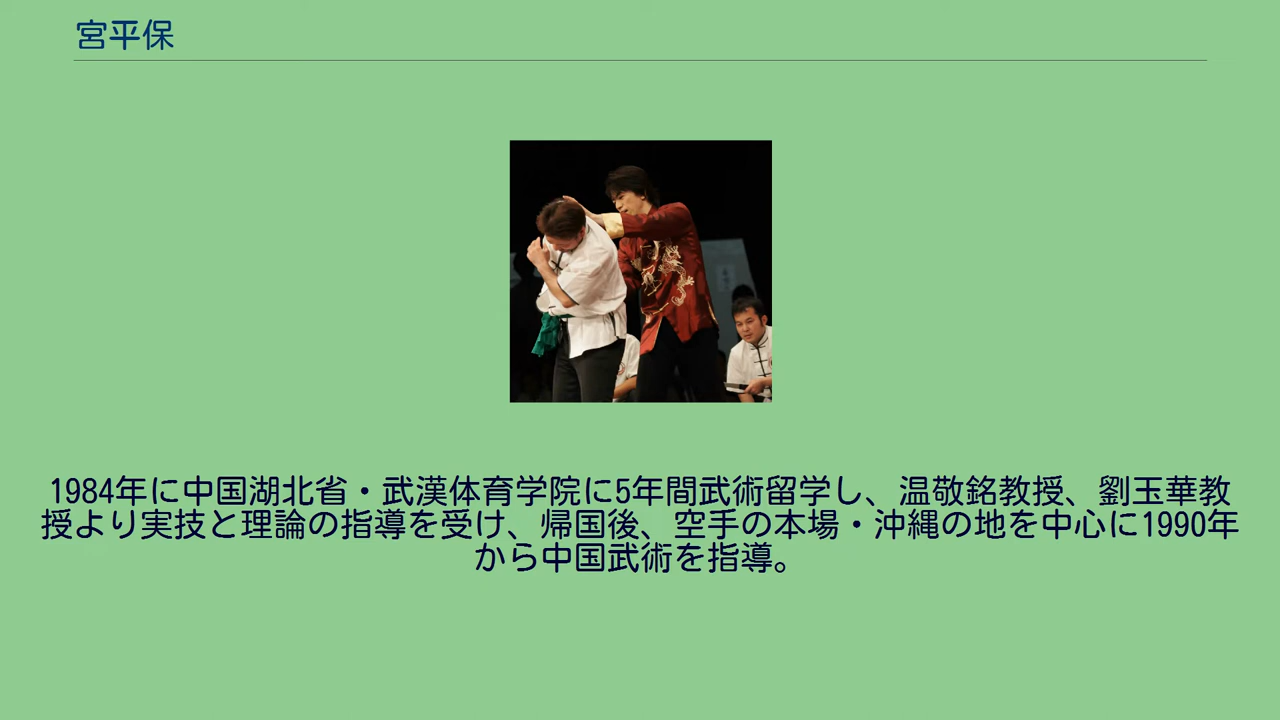 宮平保
1984年に中国湖北省・武漢体育学院に5年間武術留学し、温敬銘教授、劉玉華教
授より実技と理論の指導を受け、帰国後、空手の本場・沖縄の地を中心に1990年
から中国武術を指導。